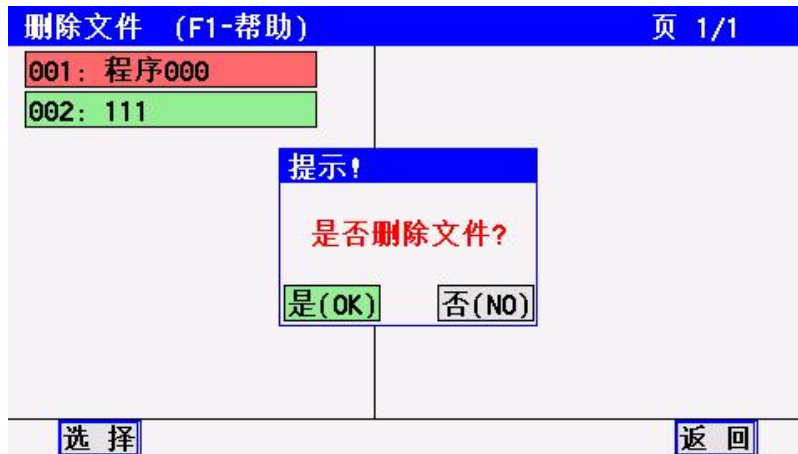 删除文件 (F1-帮助) 页 1/1
001: 程序000
002: 111
提示!
是否删除文件?
是(OK) 否(NO)
选 择 返 回